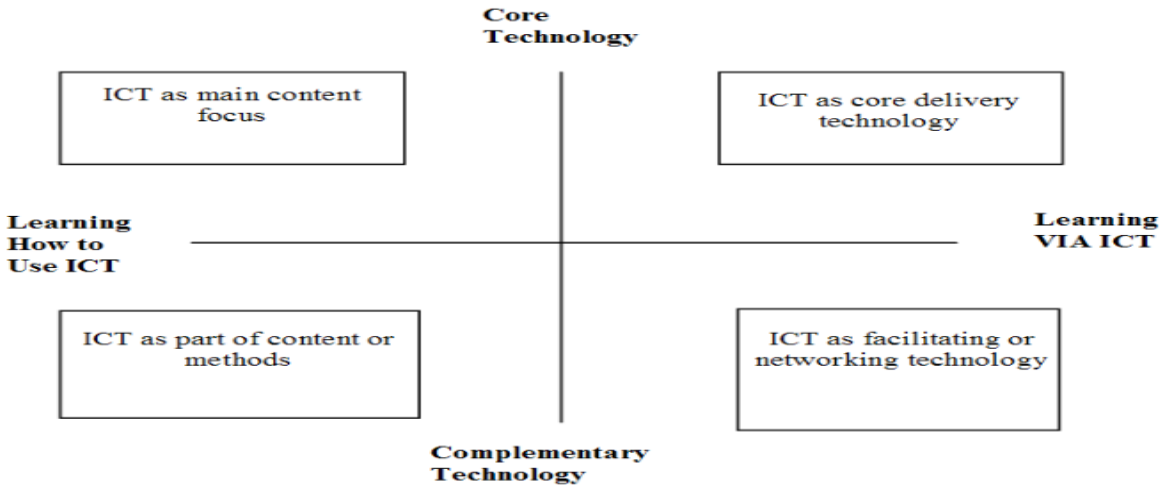 Core
Technology
ICT as main content
focus
ICT as core delivery
technology
Learning
How to
Use ICT
Learning
VIA ICT
ICT as part of content or
methods
ICT as facilitating or
networking technology
Complementary
Technology